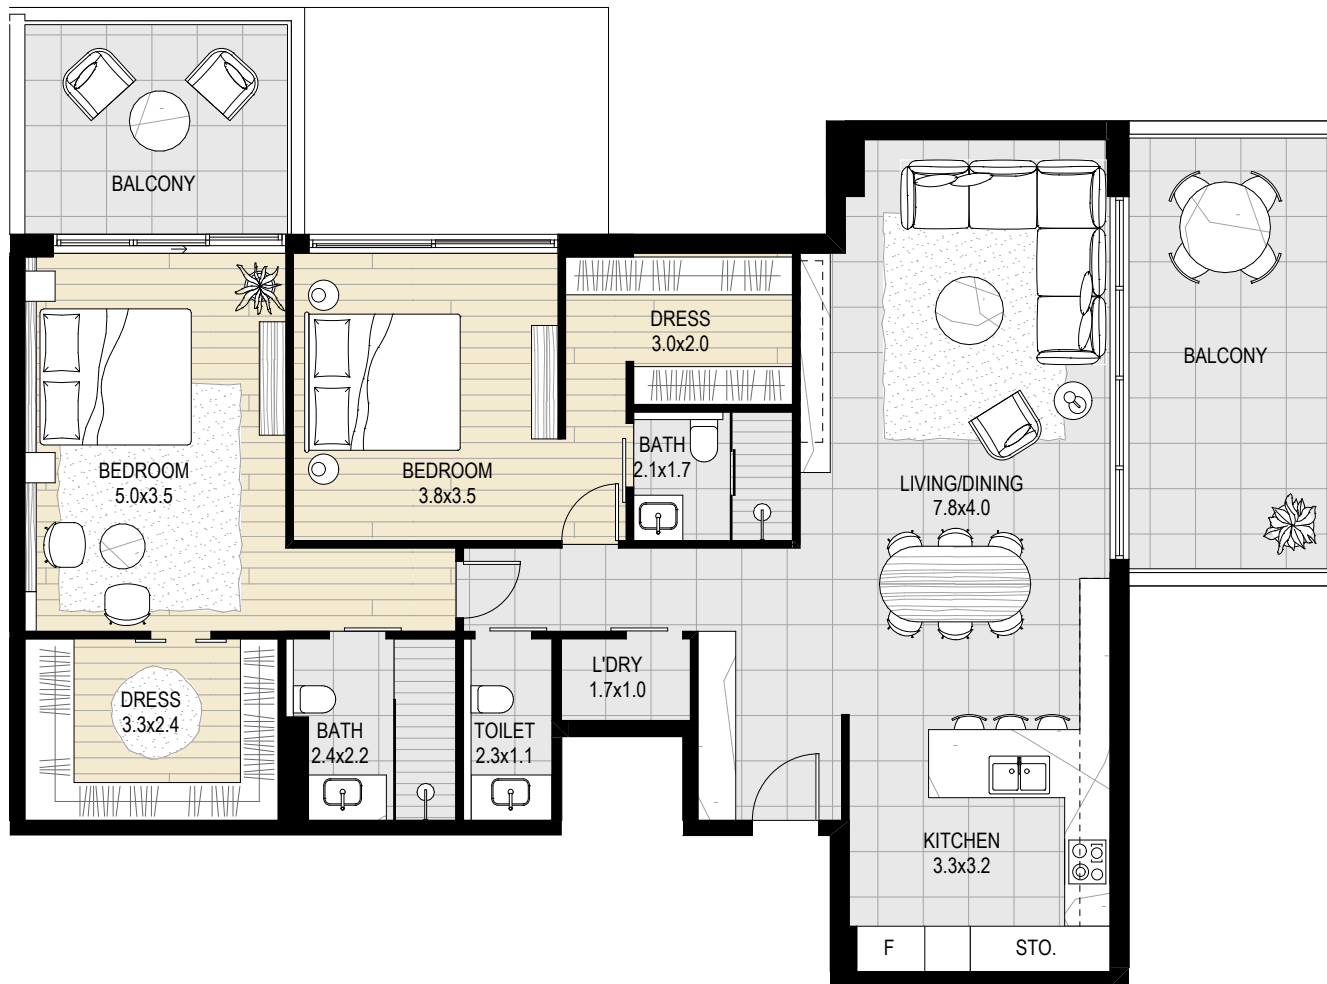 BALCONY
DRESS
3.0x2.0
BALCONY
BEDROOM
5.0x3.5
BEDROOM
3.8x3.5
BATH
2.1x1.7
LIVING/DINING
7.8x4.0
DRESS
3.3x2.4
BATH
2.4x2.2
TOILET
2.3x1.1
L'DRY
1.7x1.0
KITCHEN
3.3x3.2
F
STO.